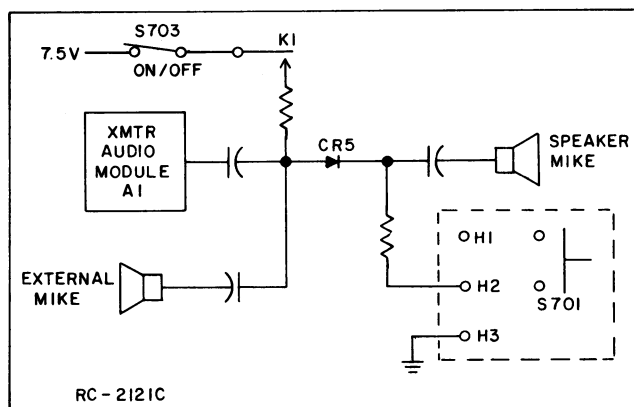 S703
K1
7.5V
ON/OFF
XMTR
AUDIO
MODULE
A1
CR5
SPEAKER
MIKE
H1
EXTERNAL
MIKE
H2
S701
H3
RC-2121C